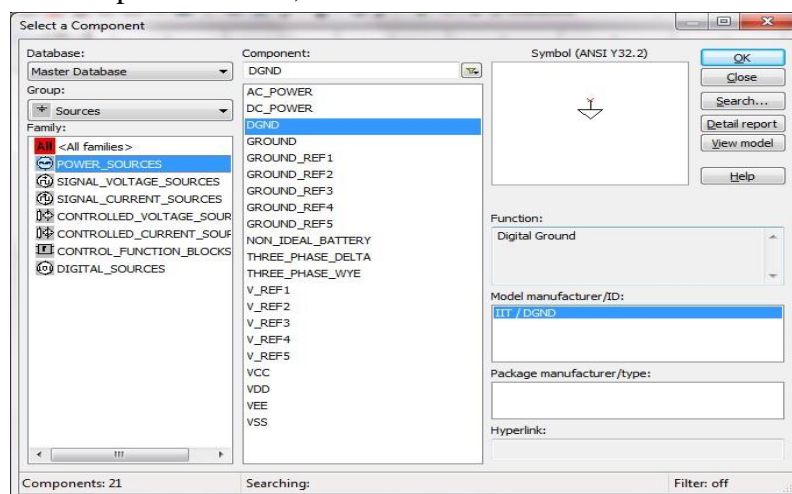 Select a Component
Database:
Master Database
Group:
Sources
Family:
All <All families>
POWER_SOURCES
SIGNAL_VOLTAGE_SOURCES
SIGNAL_CURRENT_SOURCES
CONTROLLED_VOLTAGE_SOUR
CONTROLLED_CURRENT_SOUF
CONTROL_FUNCTION_BLOCKS
DIGITAL_SOURCES
Component:
DGND
AC_POWER
DC_POWER
DGND
GROUND
GROUND_REF1
GROUND_REF2
GROUND_REF3
GROUND_REF4
GROUND_REF5
NON_IDEAL_BATTERY
THREE_PHASE_DELTA
THREE_PHASE_WYE
V_REF1
V_REF2
V_REF3
V_REF4
V_REF5
VCC
VDD
VEE
VSS
Symbol (ANSI Y32.2)
OK
Close
Search...
Detail report
View model
Help
Function:
Digital Ground
Model manufacturer/ID:
IIT / DGND
Package manufacturer/type:
Hyperlink:
Components: 21
Searching:
Filter: off